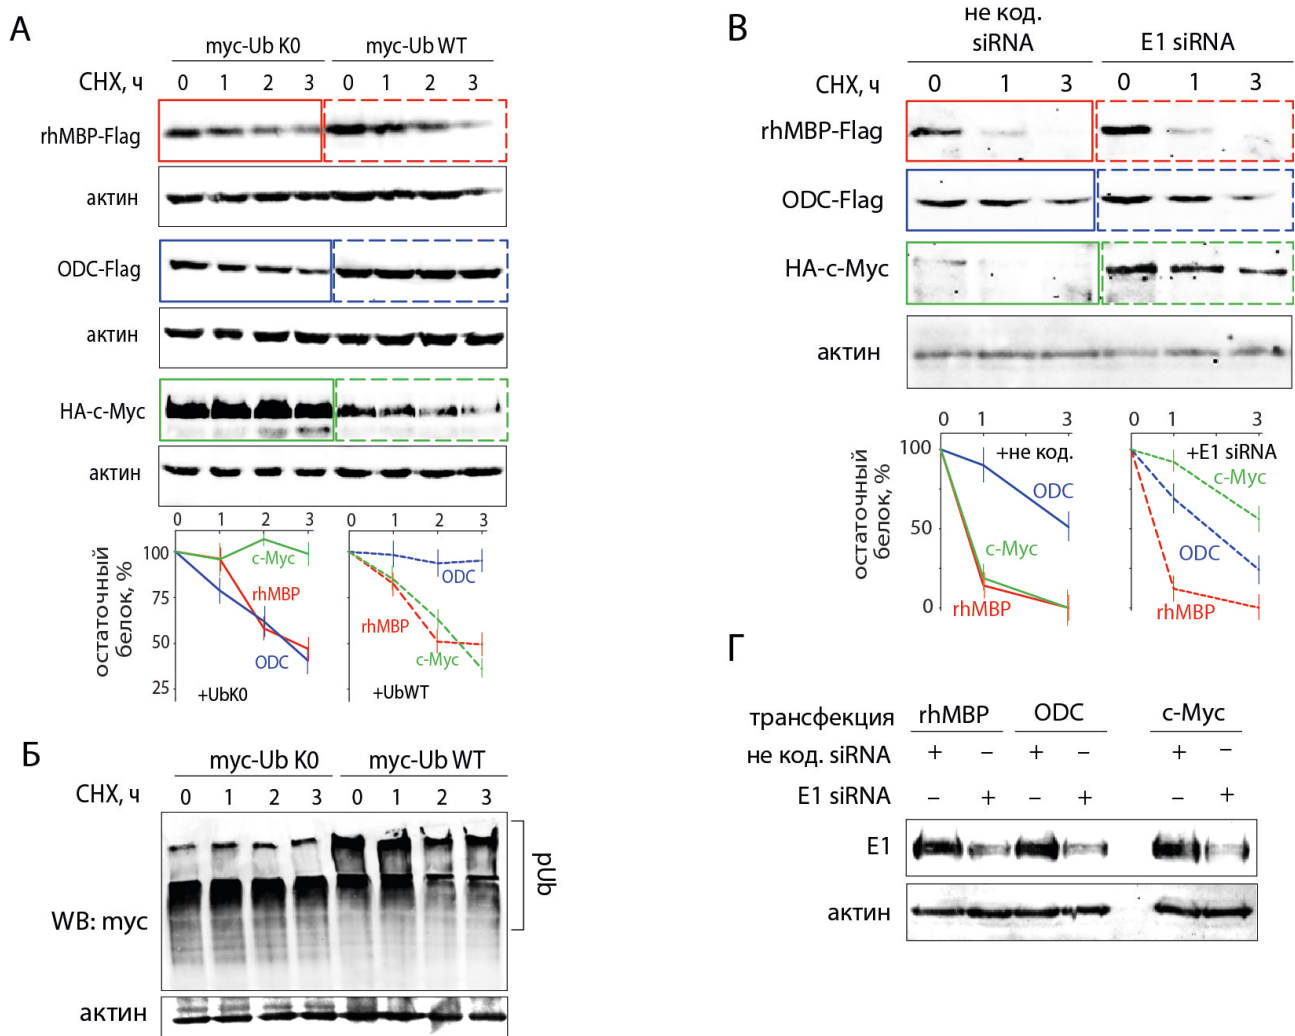 А
myc-Ub K0 myc-Ub WT
CHX, ч 0 1 2 3 0 1 2 3
rhMBP-Flag
актин
ODC-Flag
актин
HA-c-Myc
актин
0 1 2 3 0 1 2 3
остаточный
белок, %
100
75
50
25
c-Myc
rhMBP
ODC
+UbK0
ODC
rhMBP
c-Myc
+UbWT
Б
myc-Ub K0 myc-Ub WT
CHX, ч 0 1 2 3 0 1 2 3
pUb
WB: myc
актин
В
не код.
siRNA E1 siRNA
CHX, ч 0 1 3 0 1 3
rhMBP-Flag
ODC-Flag
HA-c-Myc
актин
0 1 3 0 1 3
остаточный
белок, %
100
50
0
+не код.
ODC
c-Myc
rhMBP
+E1 siRNA
c-Myc
ODC
rhMBP
Г
трансфекция rhMBP ODC c-Myc
не код. siRNA + – + – + –
E1 siRNA – + – + – +
E1
актин